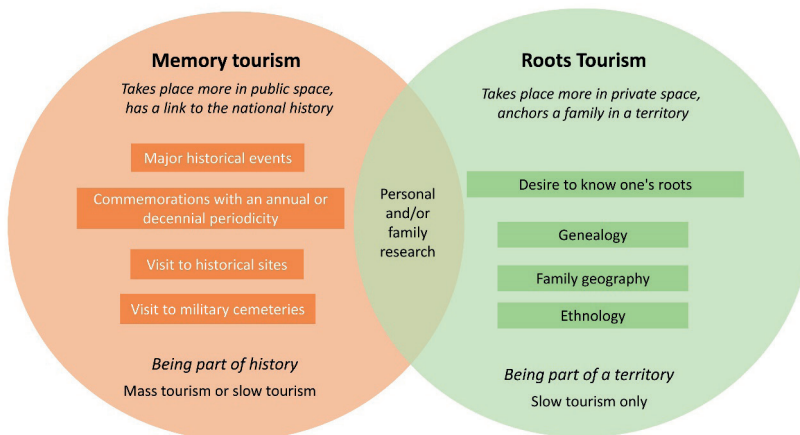 Memory tourism
Takes place more in public space,
has a link to the national history
Major historical events
Commemorations with an annual or
decennial periodicity
Visit to historical sites
Visit to military cemeteries
Being part of history
Mass tourism or slow tourism
Personal
and/or
family
research
Roots Tourism
Takes place more in private space,
anchors a family in a territory
Desire to know one's roots
Genealogy
Family geography
Ethnology
Being part of a territory
Slow tourism only